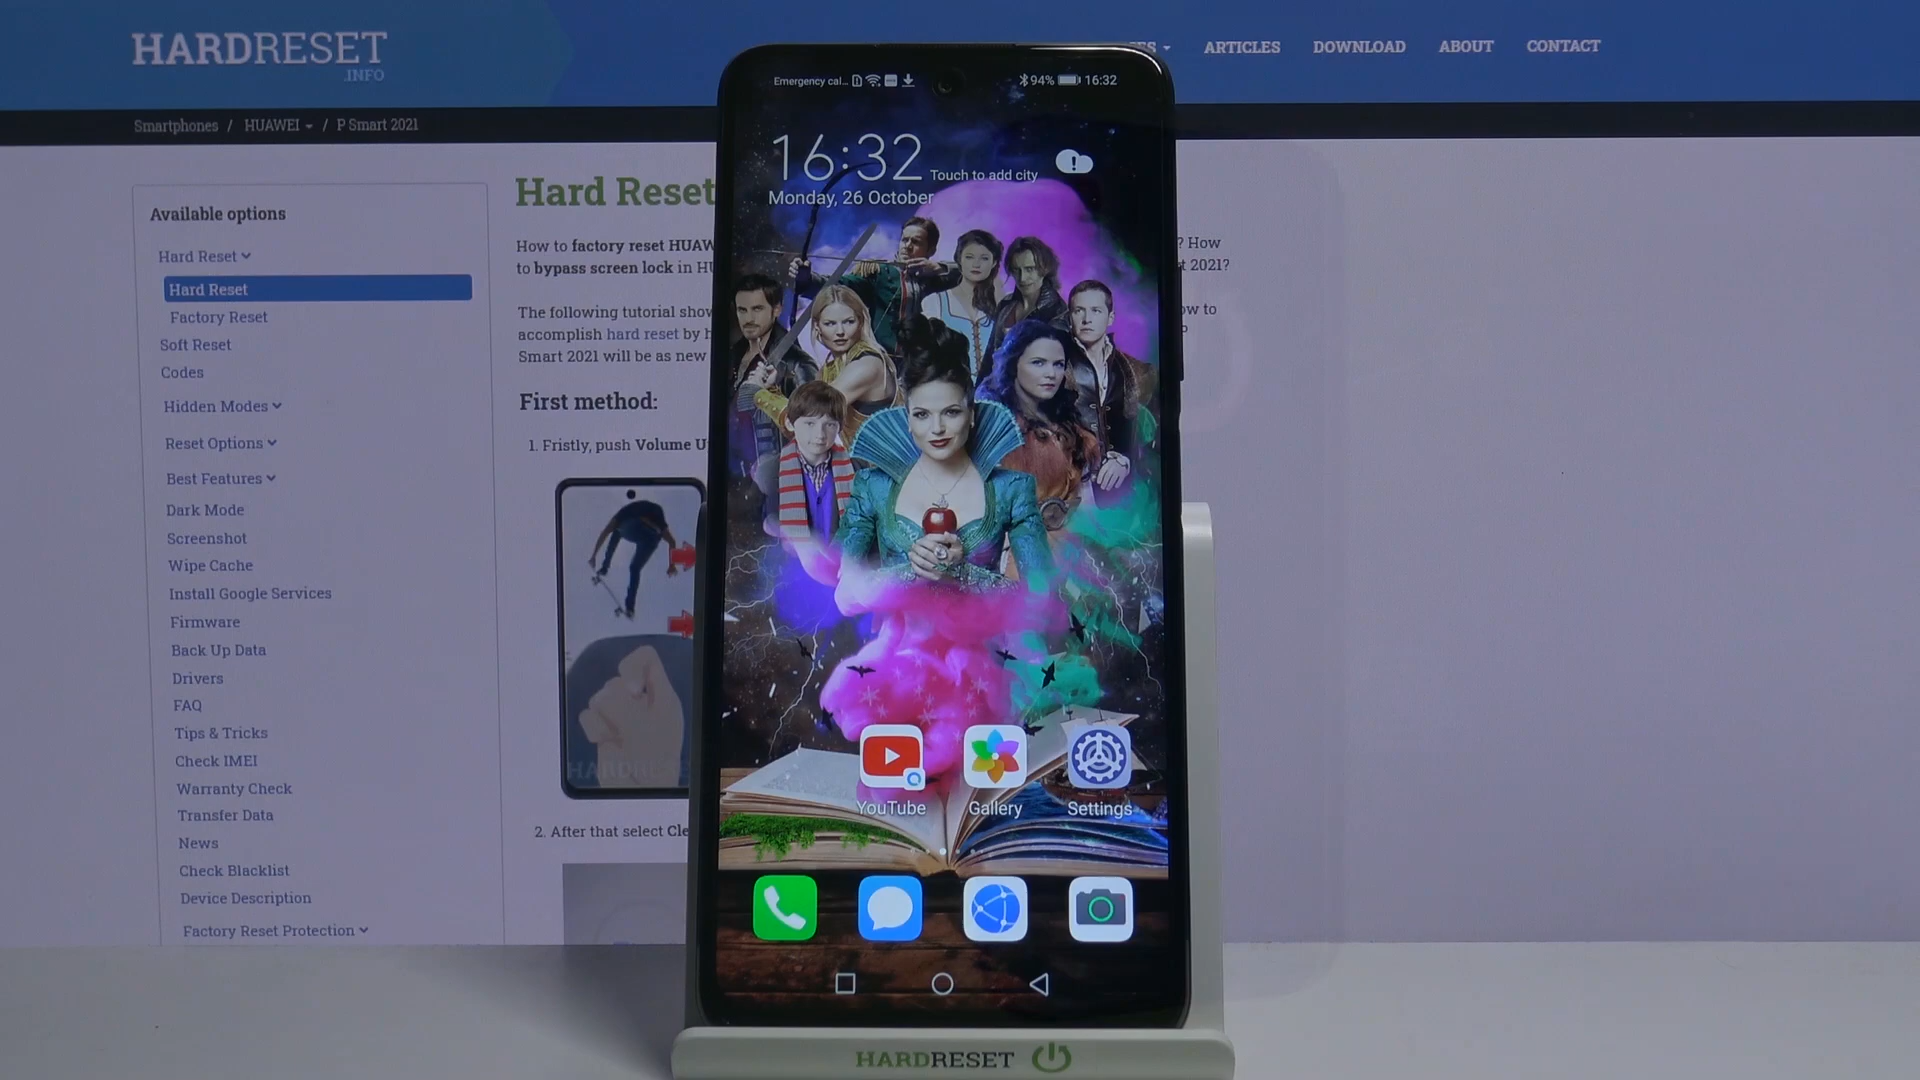 HARDRESET
.INFO
ARTICLES
DOWNLOAD
ABOUT
CONTACT
Smartphones / HUAWEI / P Smart 2021
Available options
Hard Reset
Hard Reset
Factory Reset
Soft Reset
Codes
Hidden Modes
Reset Options
Best Features
Dark Mode
Screenshot
Wipe Cache
Install Google Services
Firmware
Back Up Data
Drivers
FAQ
Tips & Tricks
Check IMEI
Warranty Check
Transfer Data
News
Check Blacklist
Device Description
Factory Reset Protection
Hard Reset
How to factory reset HUAW
? How
to bypass screen lock in HU
t 2021?
The following tutorial show
ow to
accomplish hard reset by h
Smart 2021 will be as new
First method:
1. Fristly, push Volume U
HARDRESE
2. After that select Cle
Emergency cal...
94%
16:32
16:32
Touch to add city
Monday, 26 October
YouTube
Gallery
Settings
HARDRESET